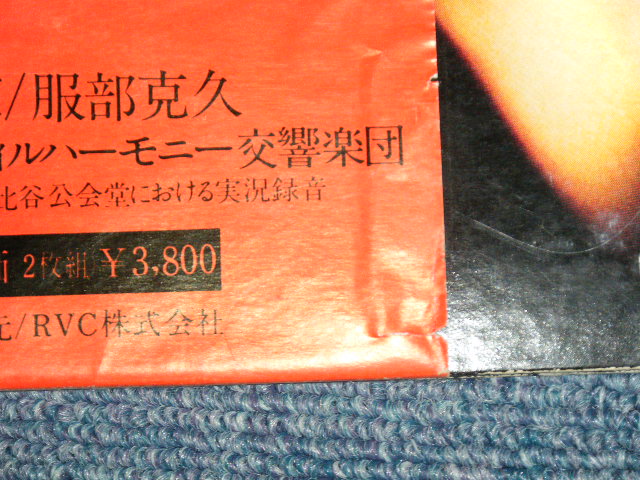 /服部克久
ィルハーモニー交響楽団
比谷公会堂における実況録音
i 2枚組 ¥3,800
元/RVC株式会社